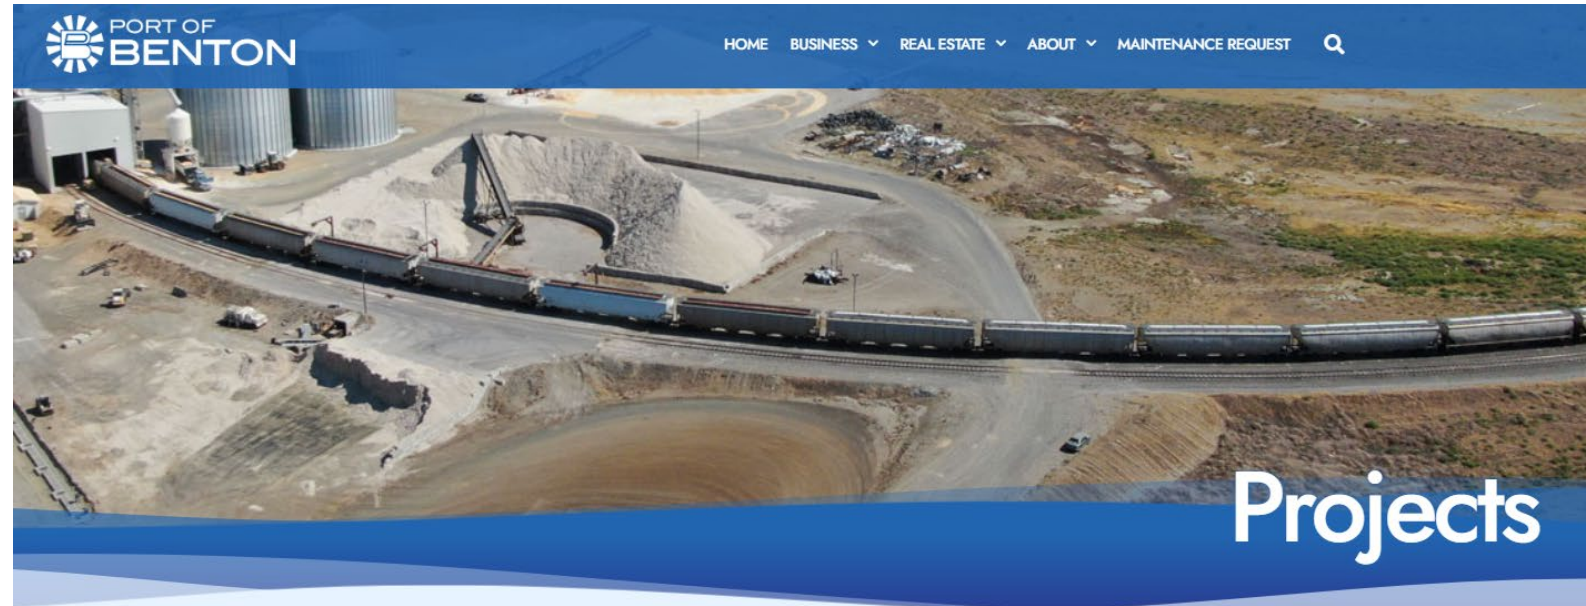 PORT OF
BENTON
HOME BUSINESS REAL ESTATE ABOUT MAINTENANCE REQUEST
Projects